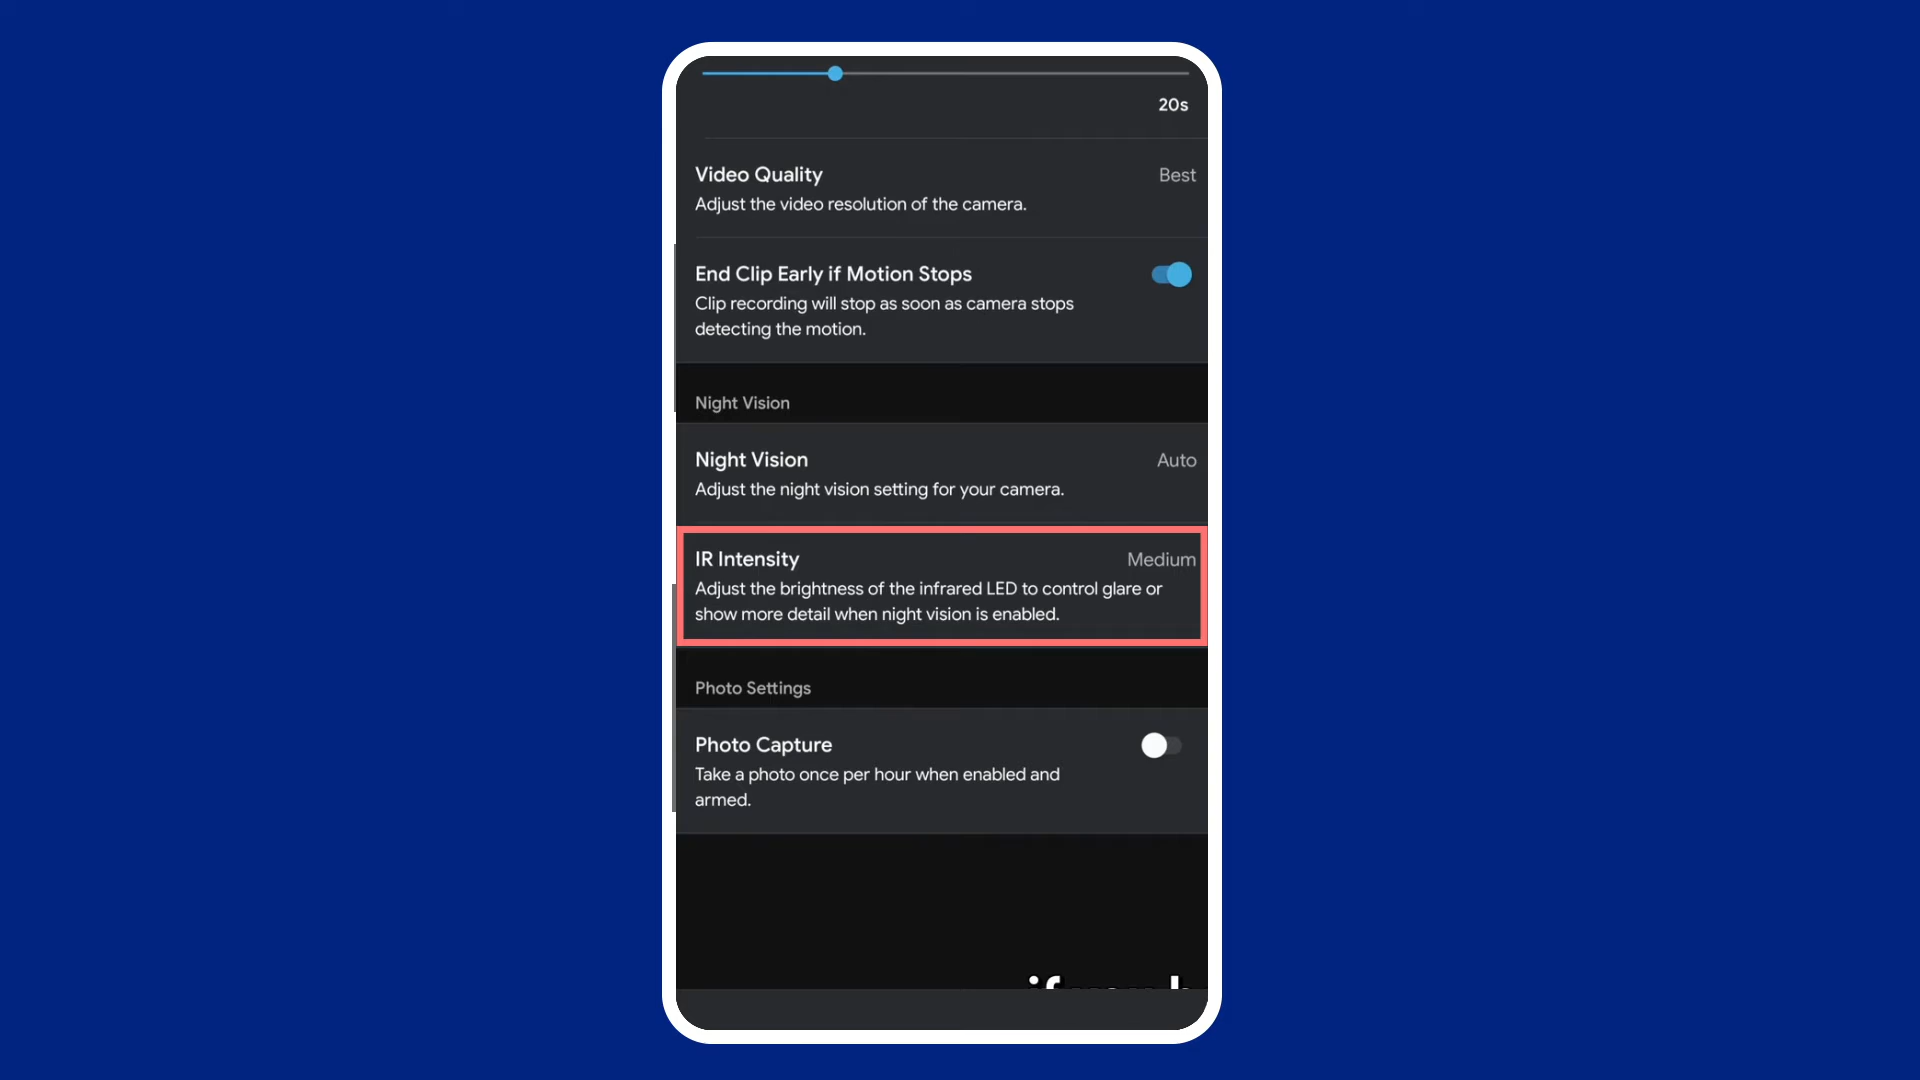 20s
Video Quality Best
Adjust the video resolution of the camera.
End Clip Early if Motion Stops
Clip recording will stop as soon as camera stops
detecting the motion.
Night Vision
Night Vision Auto
Adjust the night vision setting for your camera.
IR Intensity Medium
Adjust the brightness of the infrared LED to control glare or
show more detail when night vision is enabled.
Photo Settings
Photo Capture
Take a photo once per hour when enabled and
armed.